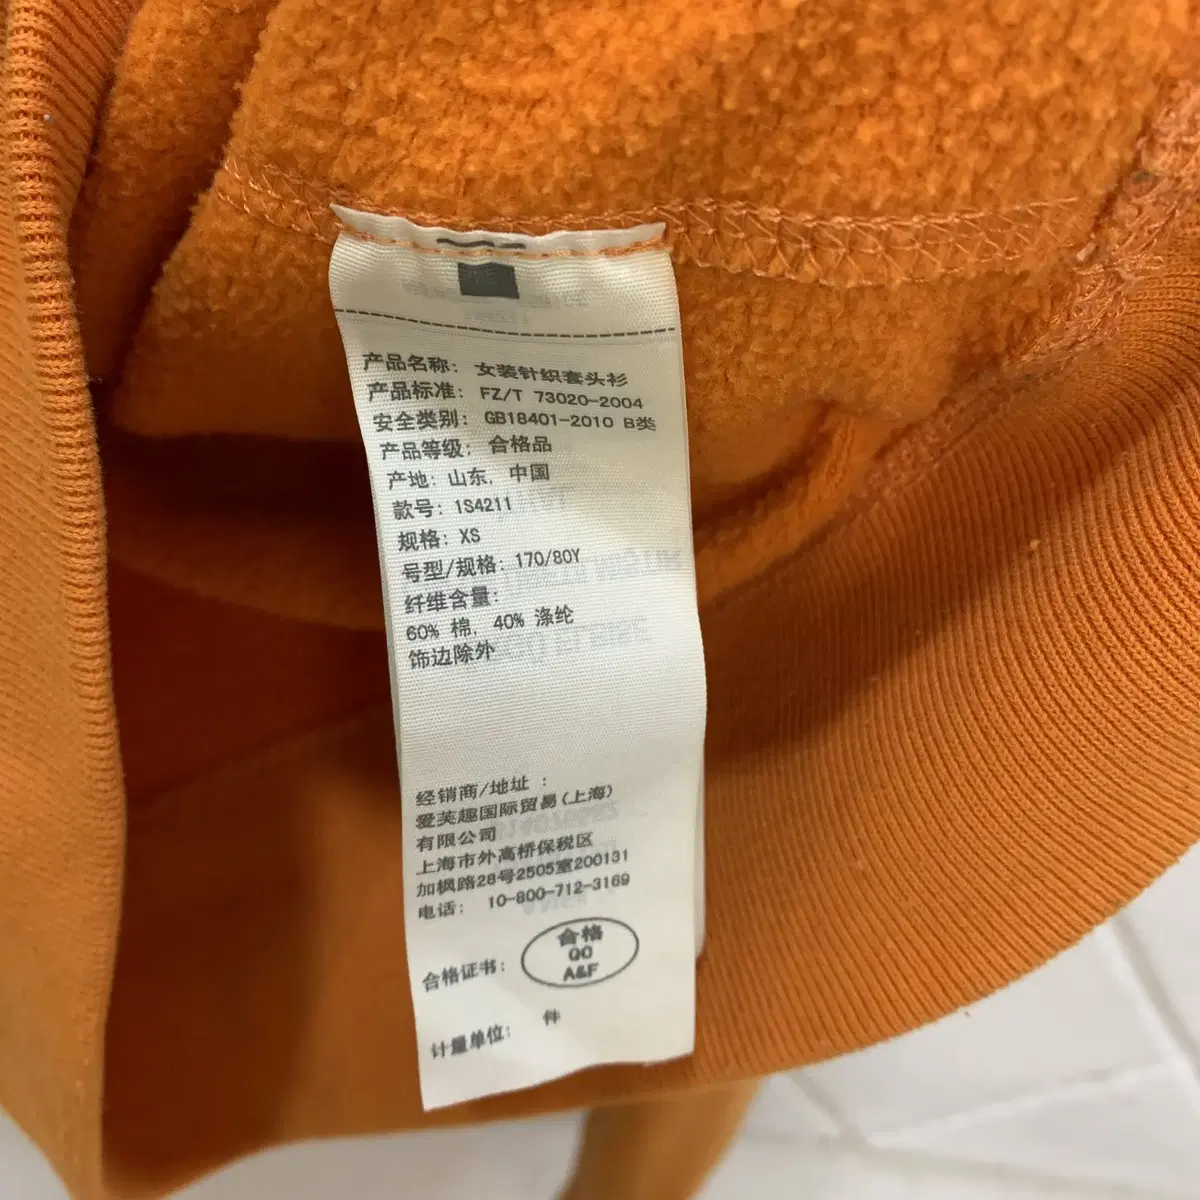 产品名称: 女装针织套头衫
产品标准: FZ/T 73020-2004
安全类别: GB18401-2010 B类
产品等级: 合格品
产地: 山东, 中国
款号: 1S4211
规格: XS
号型/规格: 170/80Y
纤维含量:
60% 棉, 40% 涤纶
饰边除外
经销商/地址 :
爱芙趣国际贸易(上海)
有限公司
上海市外高桥保税区
加枫路28号2505室200131
电话: 10-800-712-3169
合格证书: 合格
QC
A&F
计量单位: 件